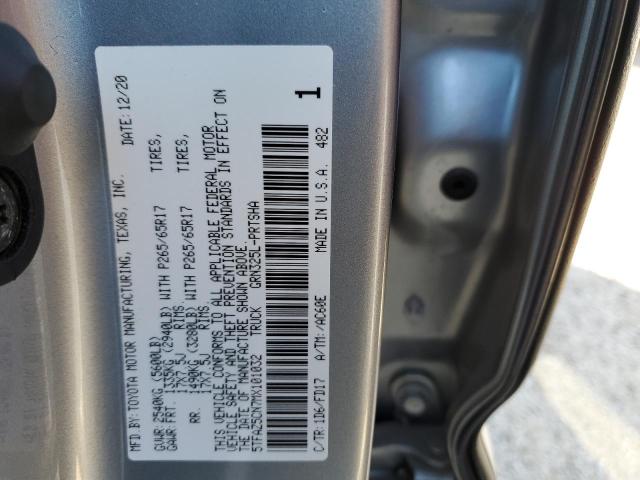 MFD.BY:TOYOTA MOTOR MANUFACTURING, TEXAS, INC. DATE: 12/20
GVWR: 2540KG (5600LB)
GAWR: FRT. 1335KG (2940LB) WITH P265/65R17 TIRES,
17X7.5J RIMS,
RR. 1490KG (3280LB) WITH P265/65R17 TIRES,
17X7.5J RIMS.
THIS VEHICLE CONFORMS TO ALL APPLICABLE FEDERAL MOTOR
VEHICLE SAFETY AND THEFT PREVENTION STANDARDS IN EFFECT ON
THE DATE OF MANUFACTURE SHOWN ABOVE.
5TFAZ5CN7MX101032 TRUCK GRN325L-PRTSHA 1
C/TR: 1D6/FD17 A/TM: /AC60E MADE IN U.S.A. 482